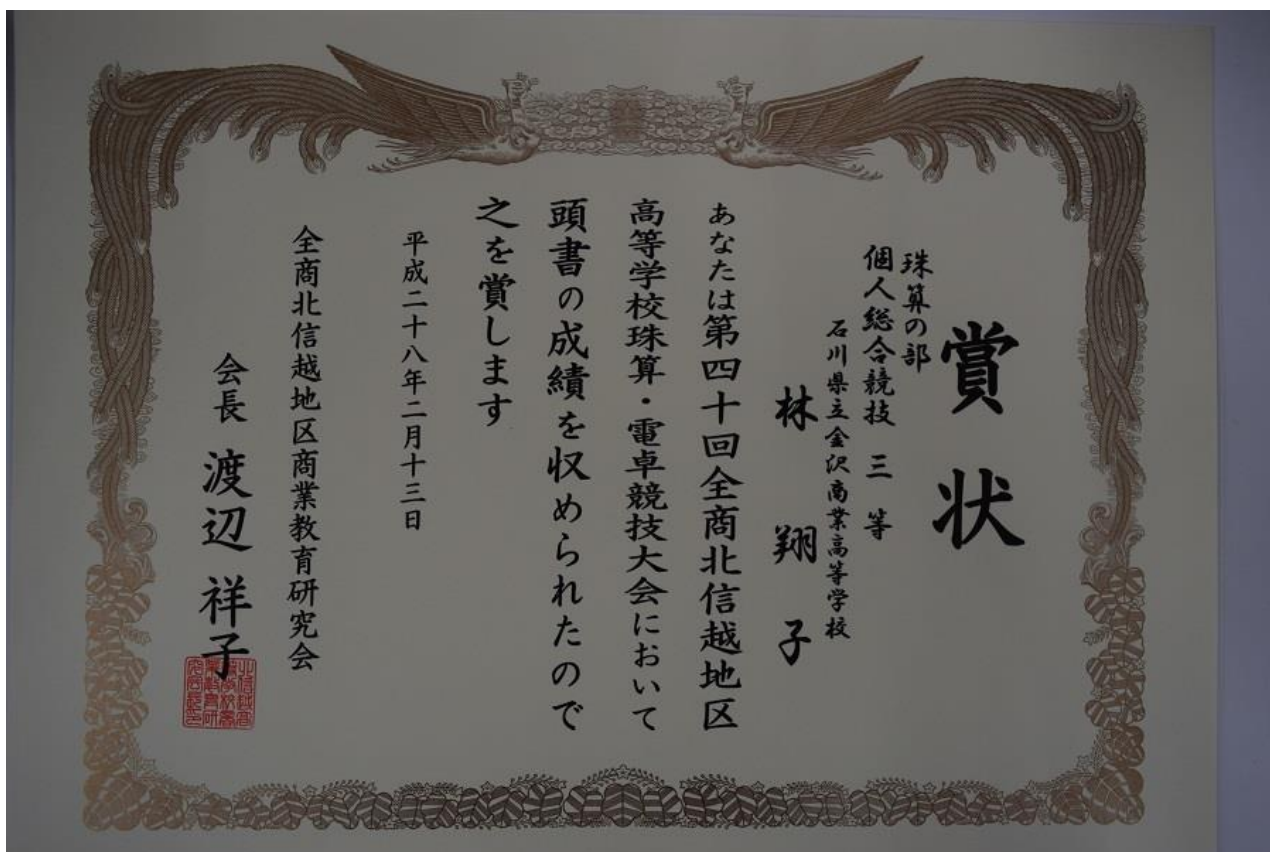 賞状
珠算の部
個人総合競技 三等
石川県立金沢商業高等学校
林 翔子
あなたは第四十回全商北信越地区
高等学校珠算・電卓競技大会において
頭書の成績を収められたので
之を賞します
平成二十八年二月十三日
全商北信越地区商業教育研究会
会長 渡辺 祥子